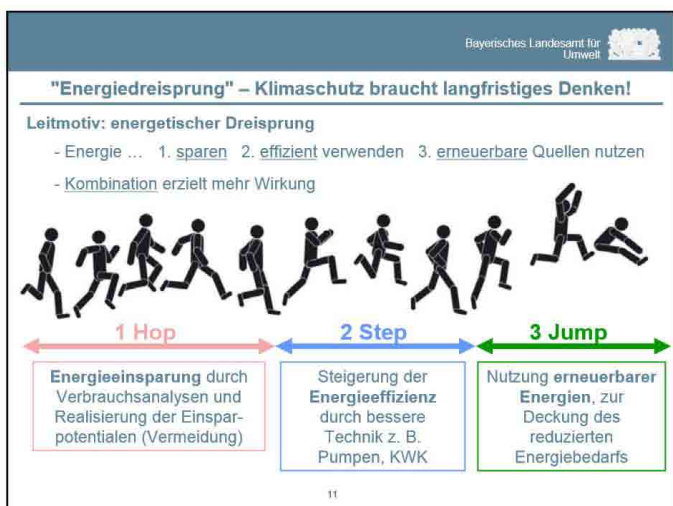 Bayerisches Landesamt für
Umwelt
"Energiedreisprung" – Klimaschutz braucht langfristiges Denken!
Leitmotiv: energetischer Dreisprung
- Energie … 1. sparen 2. effizient verwenden 3. erneuerbare Quellen nutzen
- Kombination erzielt mehr Wirkung
1 Hop
2 Step
3 Jump
Energieeinsparung durch
Verbrauchsanalysen und
Realisierung der Einspar-
potentialen (Vermeidung)
Steigerung der
Energieeffizienz
durch bessere
Technik z. B.
Pumpen, KWK
Nutzung erneuerbarer
Energien, zur
Deckung des
reduzierten
Energiebedarfs
11